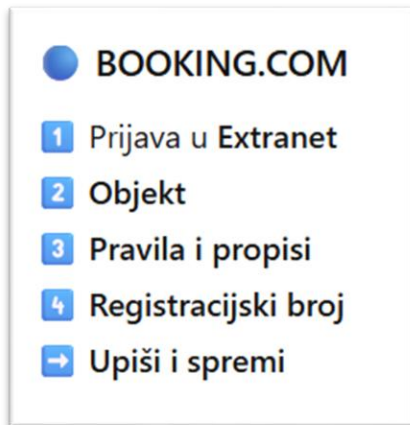 🔵 BOOKING.COM
1️⃣ Prijava u Extranet
2️⃣ Objekt
3️⃣ Pravila i propisi
4️⃣ Registracijski broj
➡️ Upiši i spremi